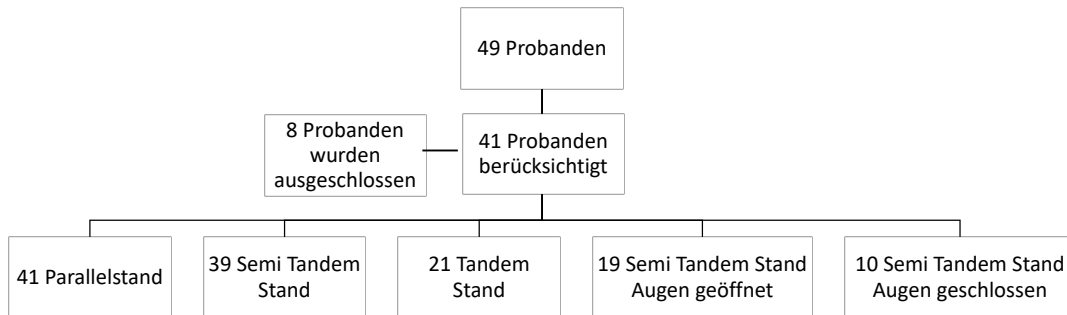 49 Probanden
8 Probanden
wurden
ausgeschlossen
41 Probanden
berücksichtigt
41 Parallelstand
39 Semi Tandem
Stand
21 Tandem
Stand
19 Semi Tandem Stand
Augen geöffnet
10 Semi Tandem Stand
Augen geschlossen